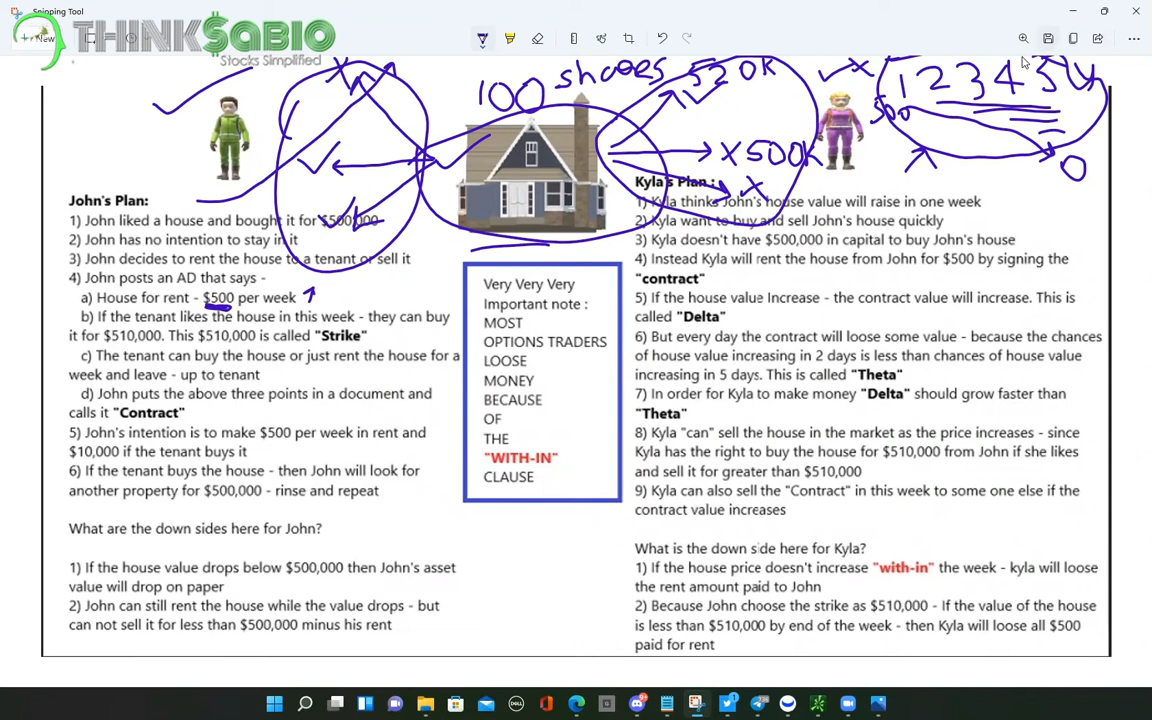 Snipping Tool
New
THINK$ABIO
Stocks Simplified
100 shares
520k
500k
1 2 3 4 5
500
0
John's Plan:
1) John liked a house and bought it for $500,000
2) John has no intention to stay in it
3) John decides to rent the house to a tenant or sell it
4) John posts an AD that says -
a) House for rent - $500 per week
b) If the tenant likes the house in this week - they can buy
it for $510,000. This $510,000 is called "Strike"
c) The tenant can buy the house or just rent the house for a
week and leave - up to tenant
d) John puts the above three points in a document and
calls it "Contract"
5) John's intention is to make $500 per week in rent and
$10,000 if the tenant buys it
6) If the tenant buys the house - then John will look for
another property for $500,000 - rinse and repeat
What are the down sides here for John?
1) If the house value drops below $500,000 then John's asset
value will drop on paper
2) John can still rent the house while the value drops - but
can not sell it for less than $500,000 minus his rent
Very Very Very
Important note :
MOST
OPTIONS TRADERS
LOOSE
MONEY
BECAUSE
OF
THE
"WITH-IN"
CLAUSE
Kyla's Plan :
1) Kyla thinks John's house value will raise in one week
2) Kyla want to buy and sell John's house quickly
3) Kyla doesn't have $500,000 in capital to buy John's house
4) Instead Kyla will rent the house from John for $500 by signing the
"contract"
5) If the house value Increase - the contract value will increase. This is
called "Delta"
6) But every day the contract will loose some value - because the chances
of house value increasing in 2 days is less than chances of house value
increasing in 5 days. This is called "Theta"
7) In order for Kyla to make money "Delta" should grow faster than
"Theta"
8) Kyla "can" sell the house in the market as the price increases - since
Kyla has the right to buy the house for $510,000 from John if she likes
and sell it for greater than $510,000
9) Kyla can also sell the "Contract" in this week to some one else if the
contract value increases
What is the down side here for Kyla?
1) If the house price doesn't increase "with-in" the week - kyla will loose
the rent amount paid to John
2) Because John choose the strike as $510,000 - If the value of the house
is less than $510,000 by end of the week - then Kyla will loose all $500
paid for rent